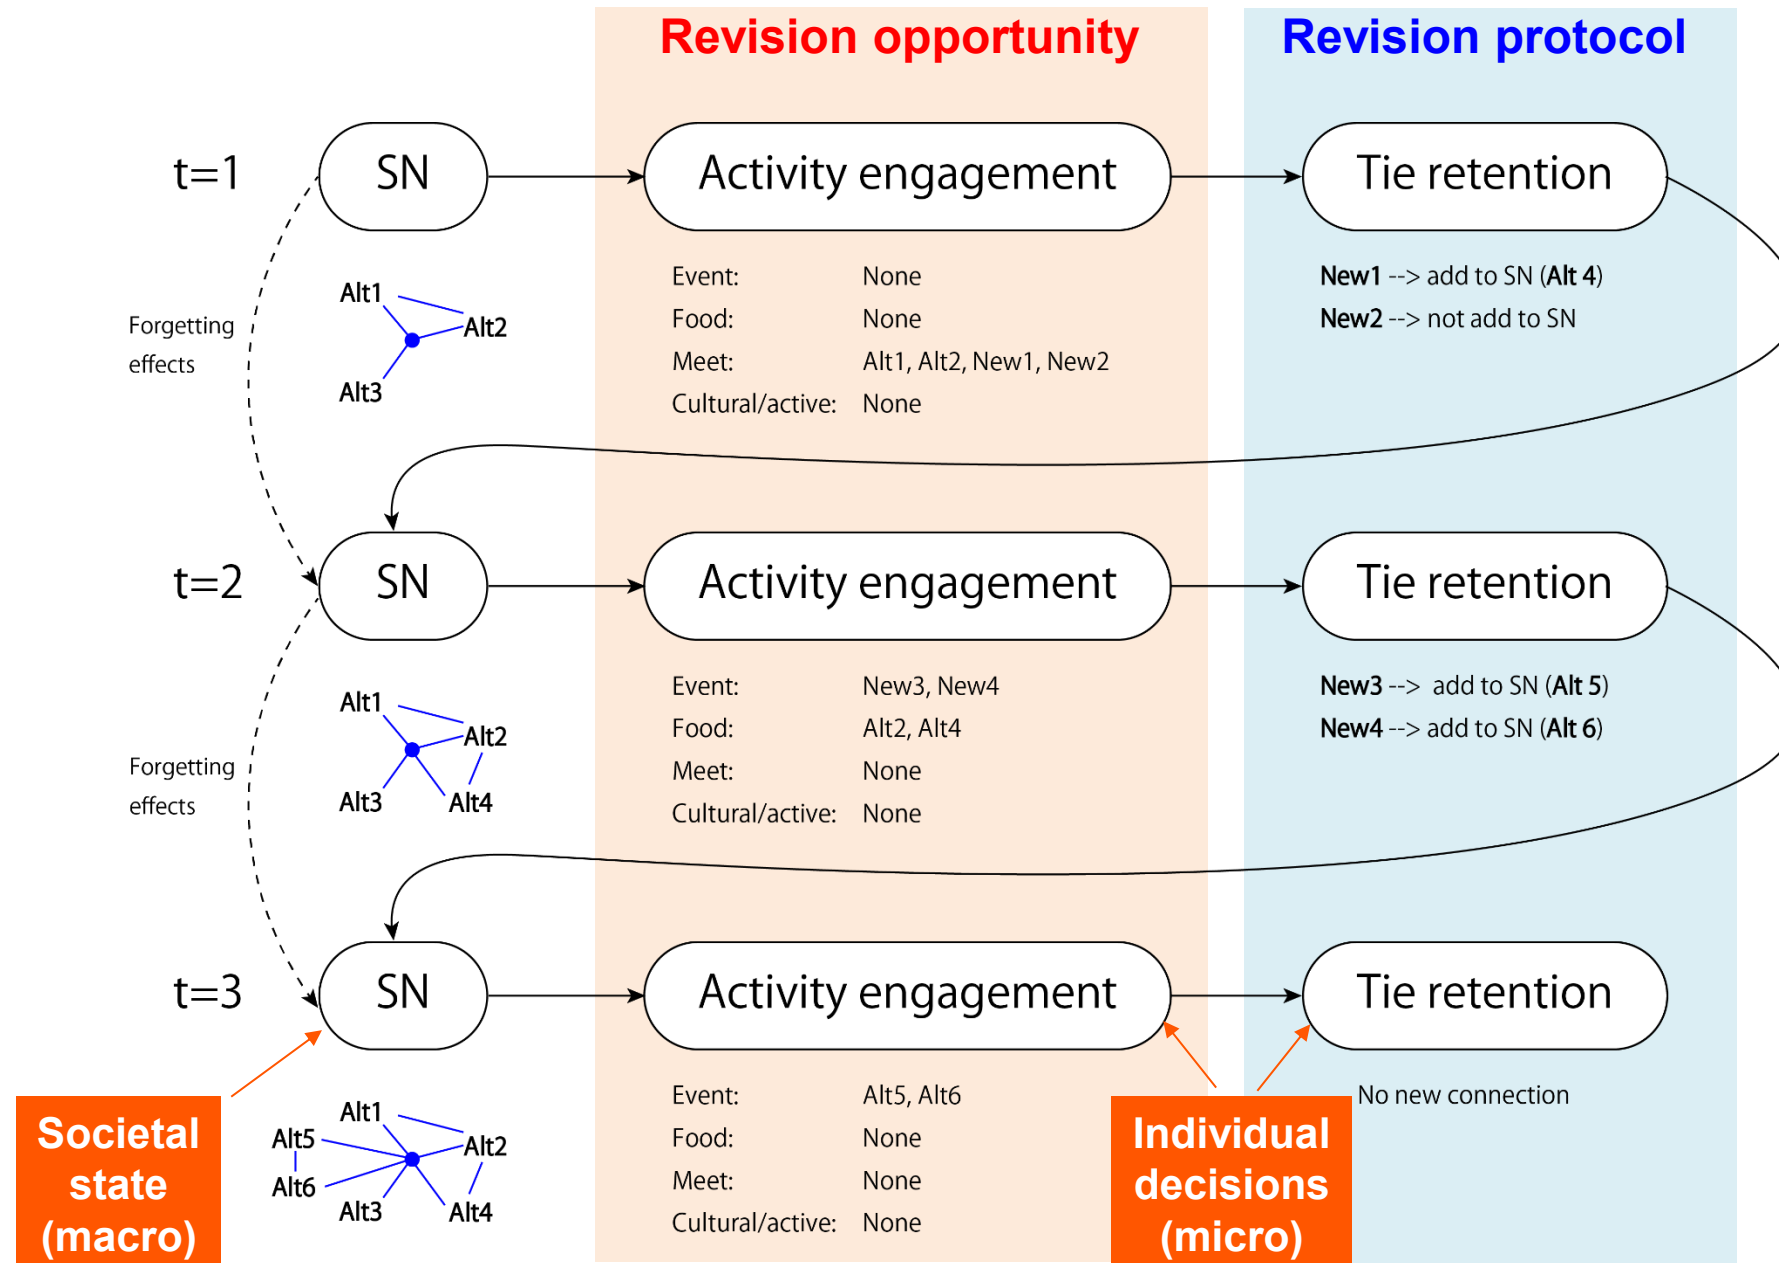 Revision opportunity
Revision protocol
t=1
SN
Activity engagement
Tie retention
Forgetting
effects
Alt1
Alt2
Alt3
Event: None
Food: None
Meet: Alt1, Alt2, New1, New2
Cultural/active: None
New1 --> add to SN (Alt 4)
New2 --> not add to SN
t=2
SN
Activity engagement
Tie retention
Forgetting
effects
Alt1
Alt2
Alt3
Alt4
Event: New3, New4
Food: Alt2, Alt4
Meet: None
Cultural/active: None
New3 --> add to SN (Alt 5)
New4 --> add to SN (Alt 6)
t=3
SN
Activity engagement
Tie retention
Societal
state
(macro)
Alt1
Alt5
Alt2
Alt6
Alt3
Alt4
Event: Alt5, Alt6
Food: None
Meet: None
Cultural/active: None
Individual
decisions
(micro)
No new connection